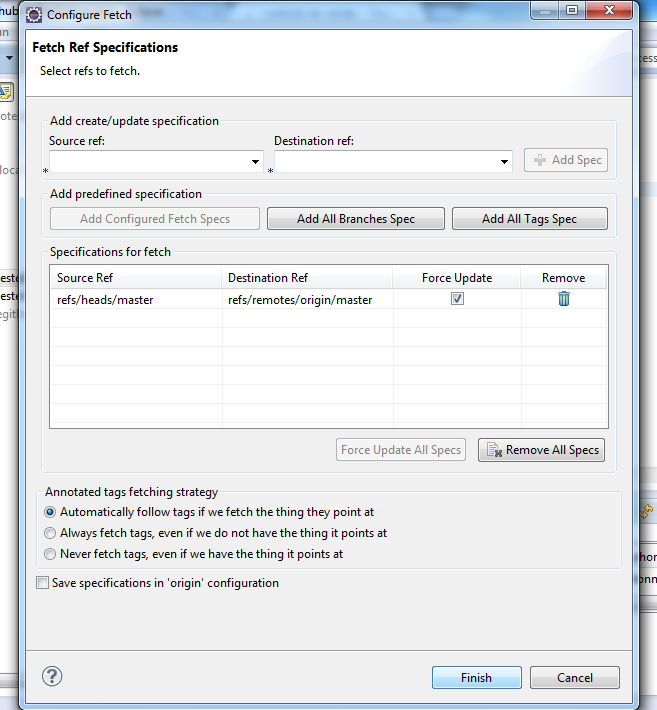 Configure Fetch
Fetch Ref Specifications
Select refs to fetch.
Add create/update specification
Source ref: Destination ref:
* * Add Spec
Add predefined specification
Add Configured Fetch Specs Add All Branches Spec Add All Tags Spec
Specifications for fetch
Source Ref Destination Ref Force Update Remove
refs/heads/master refs/remotes/origin/master
Force Update All Specs Remove All Specs
Annotated tags fetching strategy
Automatically follow tags if we fetch the thing they point at
Always fetch tags, even if we do not have the thing it points at
Never fetch tags, even if we have the thing it points at
Save specifications in 'origin' configuration
? Finish Cancel